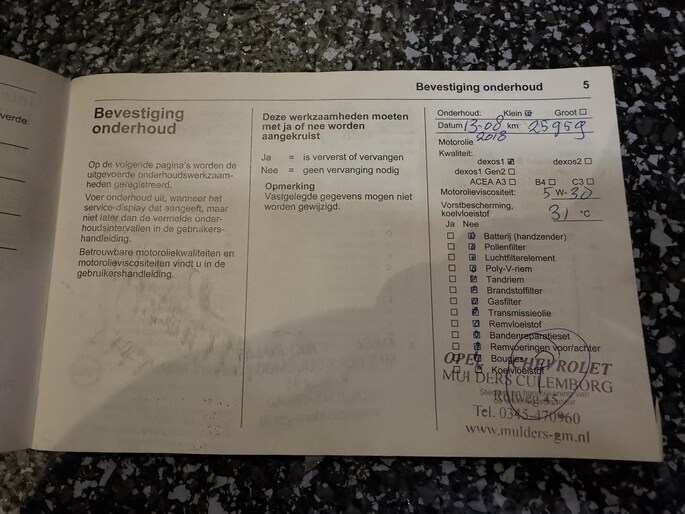 Bevestiging onderhoud 5
Bevestiging
onderhoud
Op de volgende pagina's worden de
uitgevoerde onderhoudswerkzaam-
heden geregistreerd.
Voer onderhoud uit, wanneer het
service-display dat aangeeft, maar
niet later dan de vermelde onder-
houdsintervallen in de gebruikers-
handleiding.
Betrouwbare motoroliekwaliteiten en
motorolieviscositeiten vindt u in de
gebruikershandleiding.
Deze werkzaamheden moeten
met ja of nee worden
aangekruist
Ja = is ververst of vervangen
Nee = geen vervanging nodig
Opmerking
Vastgelegde gegevens mogen niet
worden gewijzigd.
Onderhoud: Klein Groot
Datum 13-08 km 25959
2018
Motorolie
Kwaliteit:
dexos1 dexos2
dexos1 Gen2
ACEA A3 B4 C3
Motorolieviscositeit: 5 W-30
Vorstbescherming,
koelvloeistof 31 °C
Ja Nee
Batterij (handzender)
Pollenfilter
Luchtfilterelement
Poly-V-riem
Tandriem
Brandstoffilter
Gasfilter
Transmissieolie
Remvloeistof
Bandenreparatieset
Remvoeringen voor/achter
Bougies
Koelvloeistof
OPEL CHEVROLET
MULDERS CULEMBORG
Tel. 0345-470960
www.mulders-gm.nl